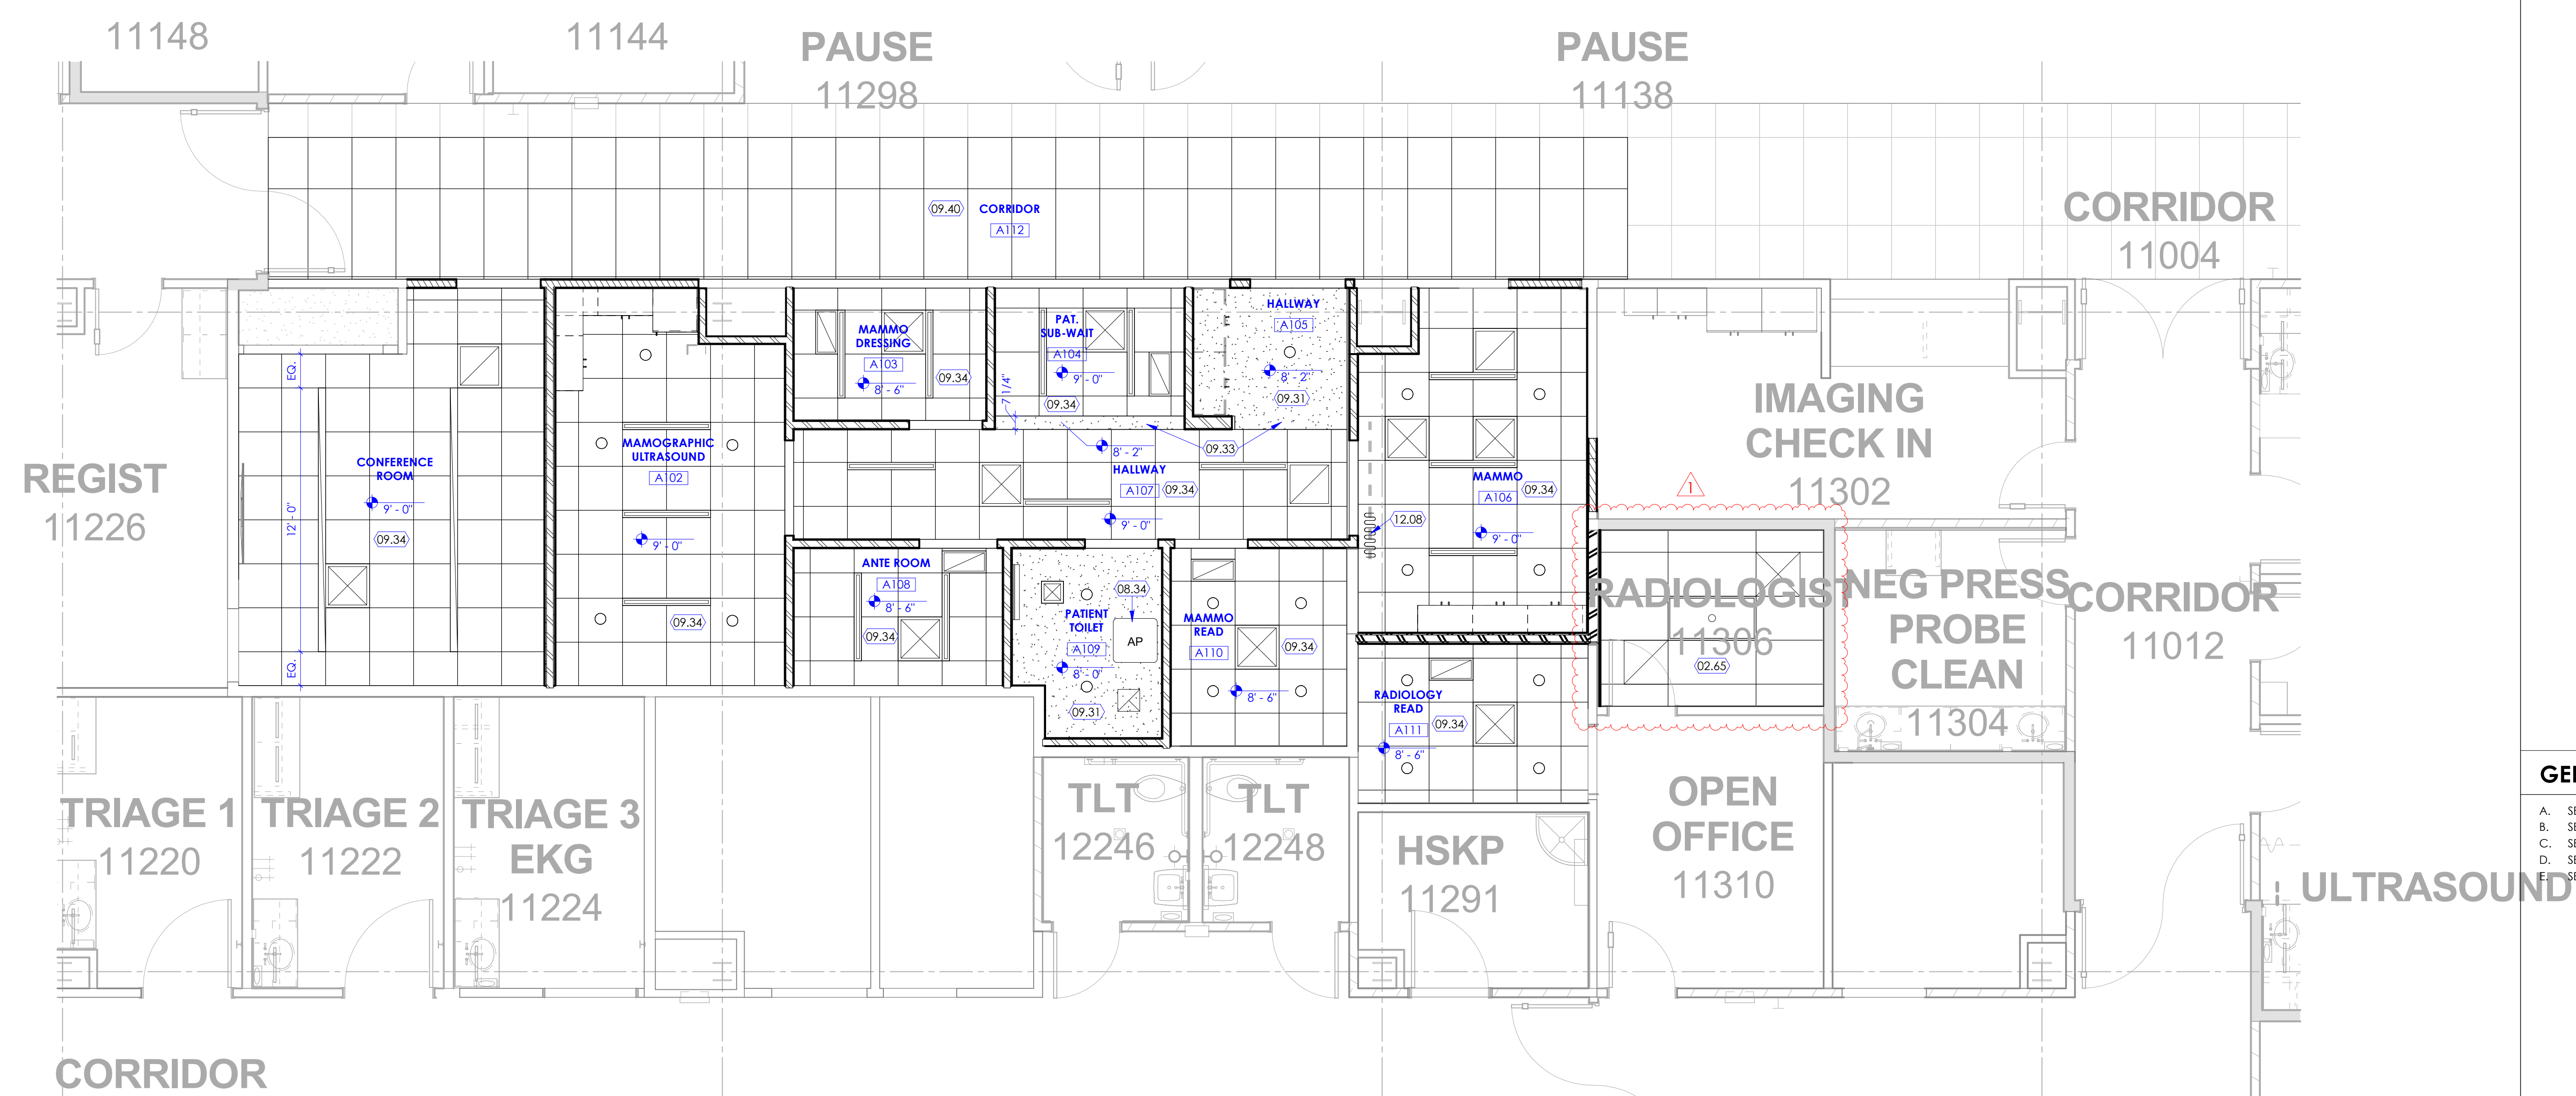 11148
11144
PAUSE
11298
PAUSE
11138
CORRIDOR
11004
09.40
CORRIDOR
A112
MAMMO
DRESSING
A103
8' - 6"
09.34
PAT.
SUB-WAIT
A104
9' - 0"
09.34
7 1/4"
HALLWAY
A105
8' - 2"
09.31
EQ.
12' - 0"
EQ.
CONFERENCE
ROOM
9' - 0"
09.34
MAMOGRAPHIC
ULTRASOUND
A102
9' - 0"
09.34
8' - 2"
09.33
HALLWAY
A107
09.34
9' - 0"
MAMMO
A106
09.34
9' - 0"
12.08
IMAGING
CHECK IN
11302
1
REGIST
11226
ANTE ROOM
A108
8' - 6"
09.34
08.34
AP
PATIENT
TOILET
A109
8' - 0"
09.31
MAMMO
READ
A110
09.34
8' - 6"
RADIOLOGY
READ
A111
09.34
8' - 6"
RADIOLOGIST
11306
02.65
NEG PRESS
PROBE
CLEAN
11304
CORRIDOR
11012
TRIAGE 1
11220
TRIAGE 2
11222
TRIAGE 3
EKG
11224
TLT
12246
TLT
12248
HSKP
11291
OPEN
OFFICE
11310
ULTRASOUND
A.
B.
C.
D.
E.
CORRIDOR